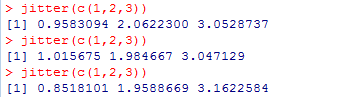 > jitter(c(1,2,3))
[1] 0.9583094 2.0622300 3.0528737
> jitter(c(1,2,3))
[1] 1.015675 1.984667 3.047129
> jitter(c(1,2,3))
[1] 0.8518101 1.9588669 3.1622584